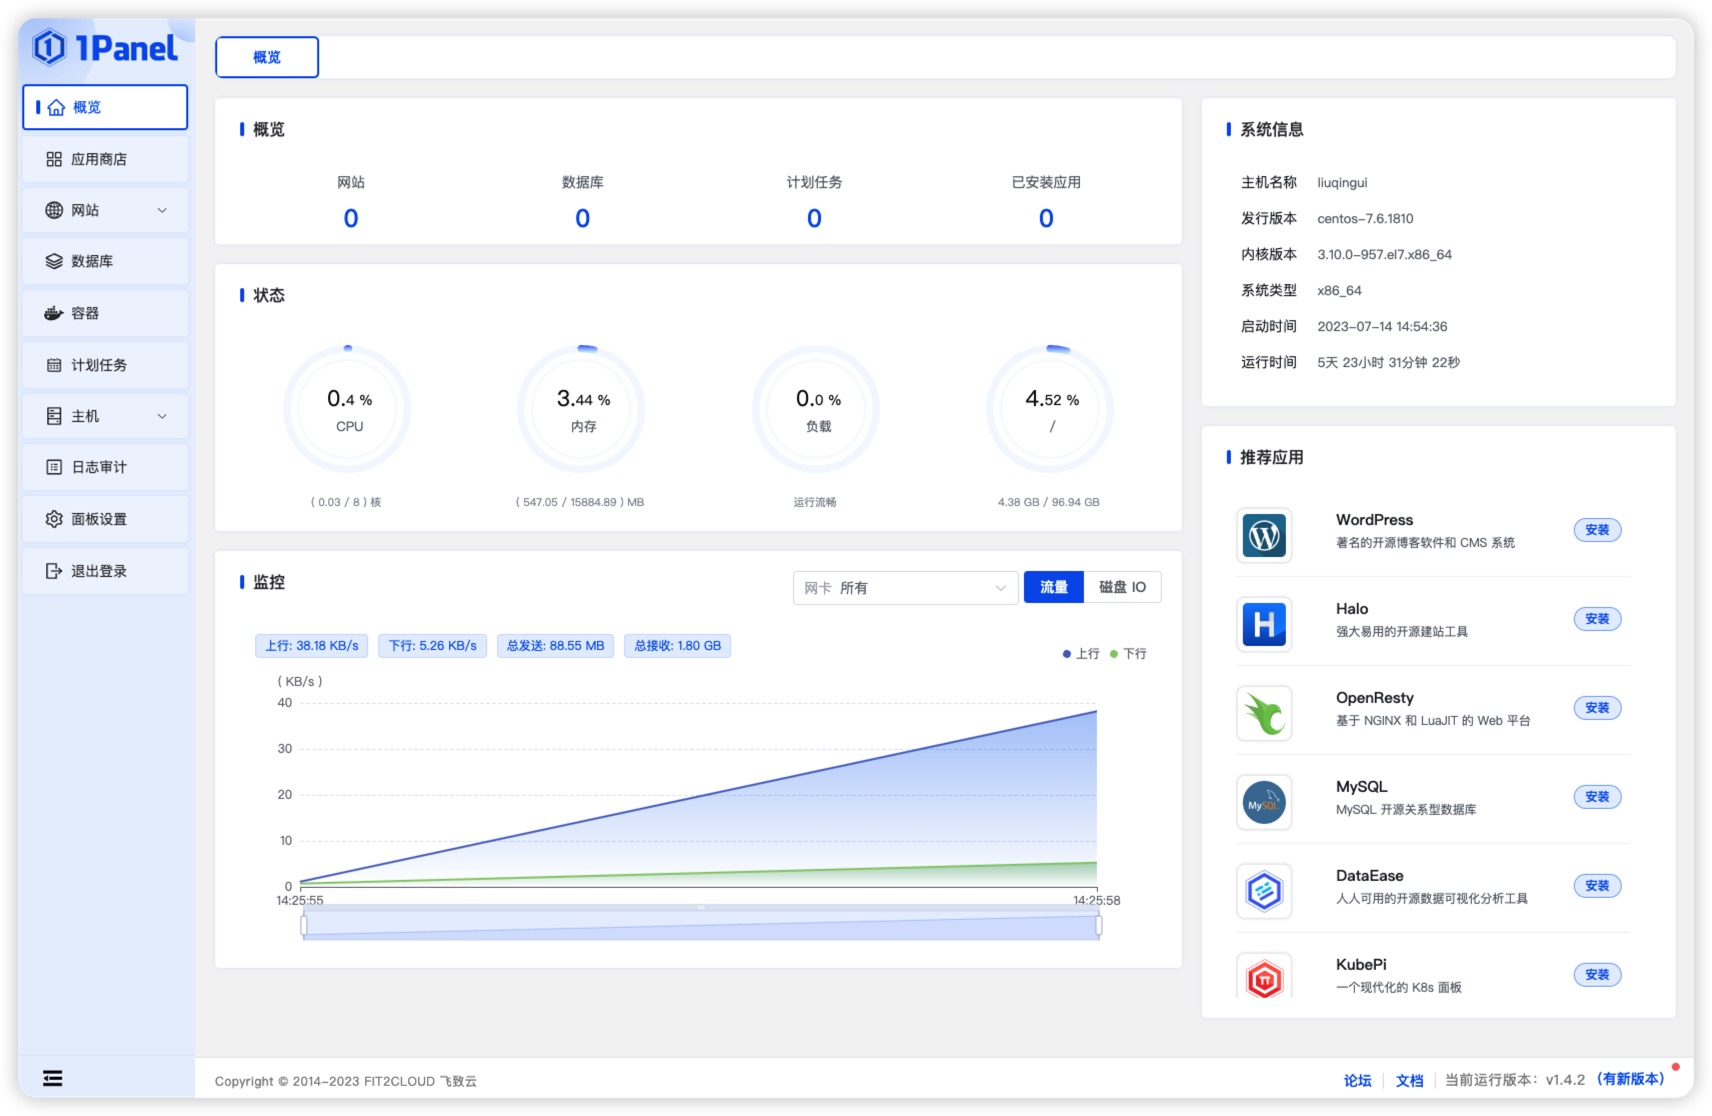 1Panel
概览
应用商店
网站
数据库
容器
计划任务
主机
日志审计
面板设置
退出登录
概览
概览
网站
0
数据库
0
计划任务
0
已安装应用
0
状态
0.4 %
CPU
( 0.03 / 8 ) 核
3.44 %
内存
( 547.05 / 15884.89 ) MB
0.0 %
负载
运行流畅
4.52 %
/
4.38 GB / 96.94 GB
监控
网卡 所有
流量
磁盘 IO
上行: 38.18 KB/s
下行: 5.26 KB/s
总发送: 88.55 MB
总接收: 1.80 GB
上行
下行
( KB/s )
40
30
20
10
0
14:25:55
14:25:58
系统信息
主机名称 liuqingui
发行版本 centos-7.6.1810
内核版本 3.10.0-957.el7.x86_64
系统类型 x86_64
启动时间 2023-07-14 14:54:36
运行时间 5天 23小时 31分钟 22秒
推荐应用
WordPress
著名的开源博客软件和 CMS 系统
安装
Halo
强大易用的开源建站工具
安装
OpenResty
基于 NGINX 和 LuaJIT 的 Web 平台
安装
MySQL
MySQL
MySQL 开源关系型数据库
安装
DataEase
人人可用的开源数据可视化分析工具
安装
KubePi
一个现代化的 K8s 面板
安装
Copyright © 2014-2023 FIT2CLOUD 飞致云
论坛
文档
当前运行版本: v1.4.2 (有新版本)